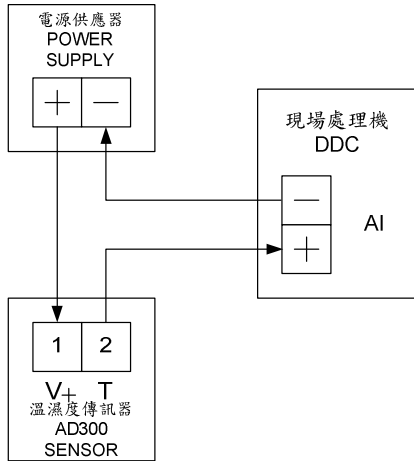 電源供應器
POWER
SUPPLY
+ −
現場處理機
DDC
−
+
AI
1 2
V+ T
溫濕度傳訊器
AD300
SENSOR